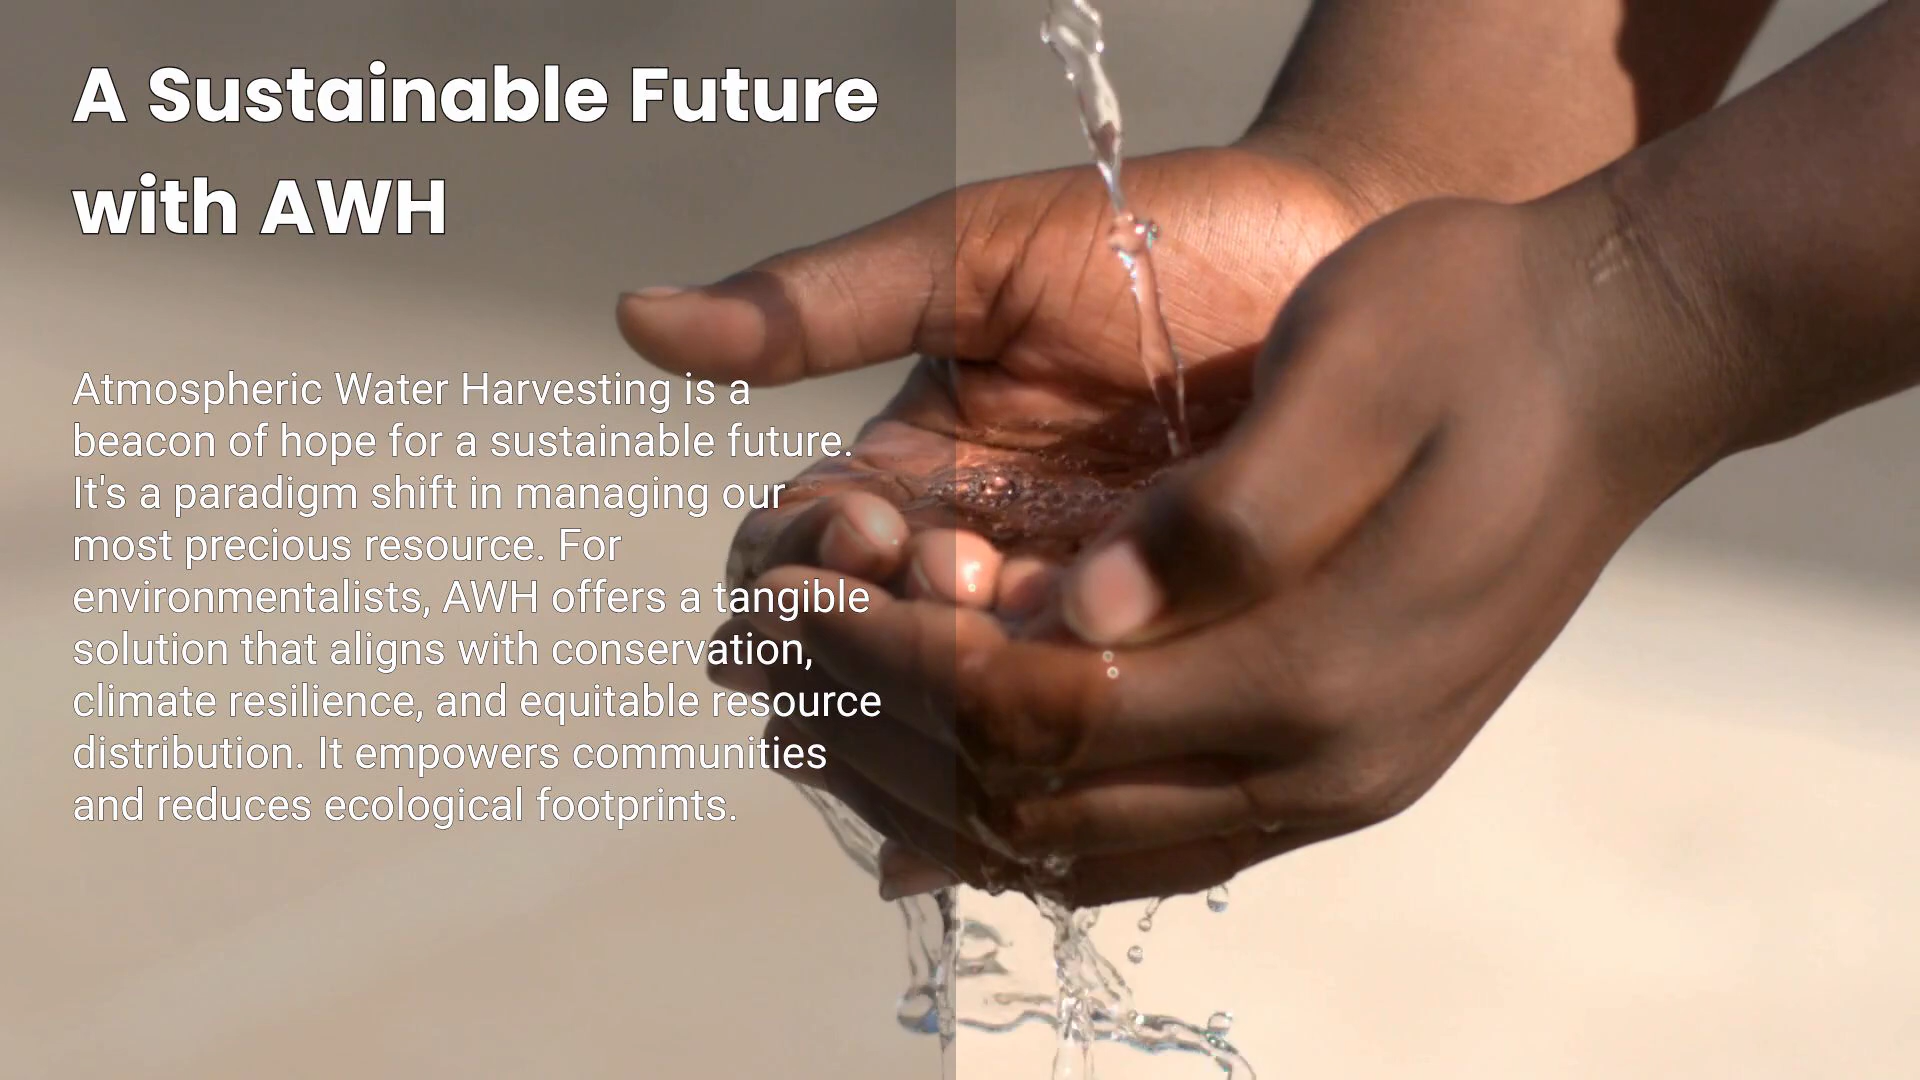 A Sustainable Future
with AWH
Atmospheric Water Harvesting is a
beacon of hope for a sustainable future.
It's a paradigm shift in managing our
most precious resource. For
environmentalists, AWH offers a tangible
solution that aligns with conservation,
climate resilience, and equitable resource
distribution. It empowers communities
and reduces ecological footprints.